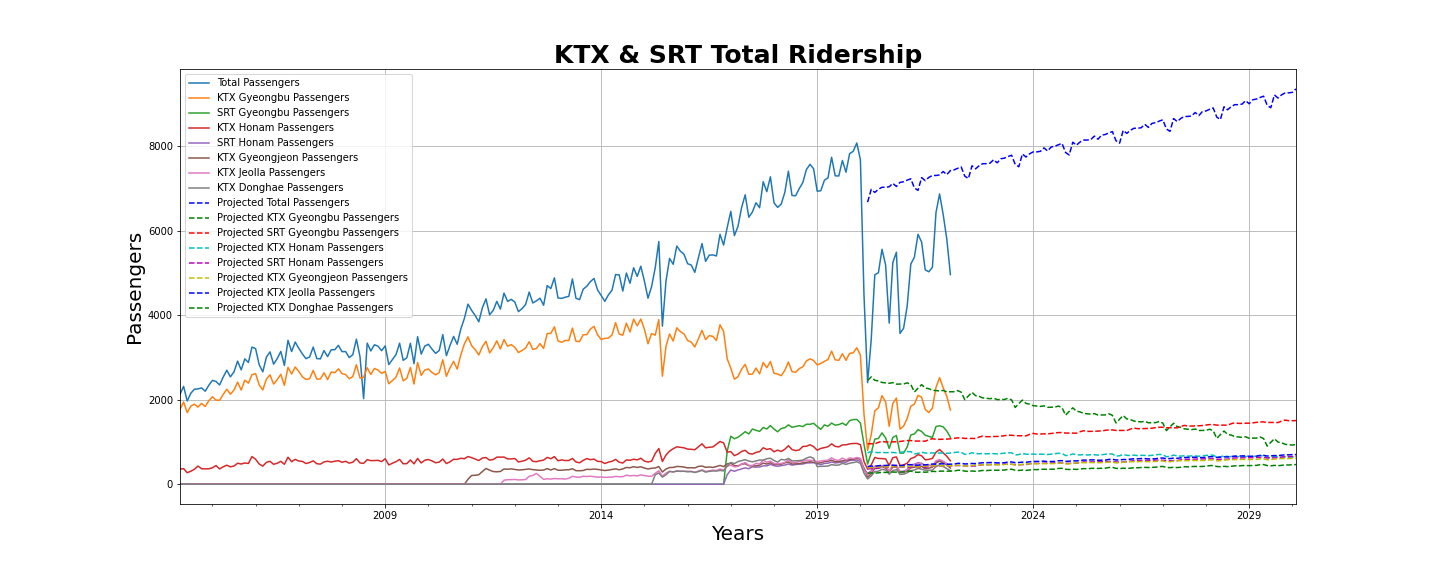 KTX & SRT Total Ridership
Total Passengers
KTX Gyeongbu Passengers
SRT Gyeongbu Passengers
KTX Honam Passengers
SRT Honam Passengers
KTX Gyeongjeon Passengers
KTX Jeolla Passengers
KTX Donghae Passengers
Projected Total Passengers
Projected KTX Gyeongbu Passengers
Projected SRT Gyeongbu Passengers
Projected KTX Honam Passengers
Projected SRT Honam Passengers
Projected KTX Gyeongjeon Passengers
Projected KTX Jeolla Passengers
Projected KTX Donghae Passengers
Passengers
8000
6000
4000
2000
0
2009 2014 2019 2024 2029
Years